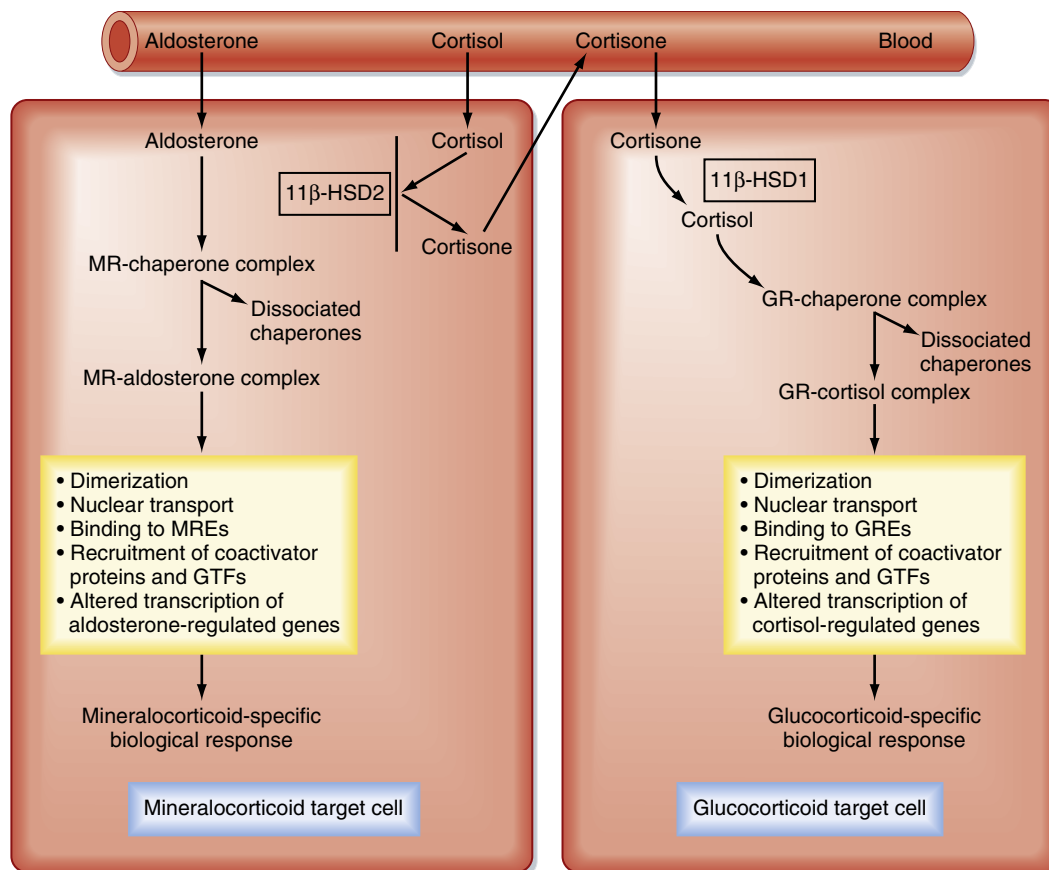 Aldosterone
Cortisol
Cortisone
Blood
Aldosterone
Cortisol
11β-HSD2
Cortisone
MR-chaperone complex
Dissociated
chaperones
MR-aldosterone complex
• Dimerization
• Nuclear transport
• Binding to MREs
• Recruitment of coactivator
proteins and GTFs
• Altered transcription of
aldosterone-regulated genes
Mineralocorticoid-specific
biological response
Mineralocorticoid target cell
Cortisone
11β-HSD1
Cortisol
GR-chaperone complex
Dissociated
chaperones
GR-cortisol complex
• Dimerization
• Nuclear transport
• Binding to GREs
• Recruitment of coactivator
proteins and GTFs
• Altered transcription of
cortisol-regulated genes
Glucocorticoid-specific
biological response
Glucocorticoid target cell